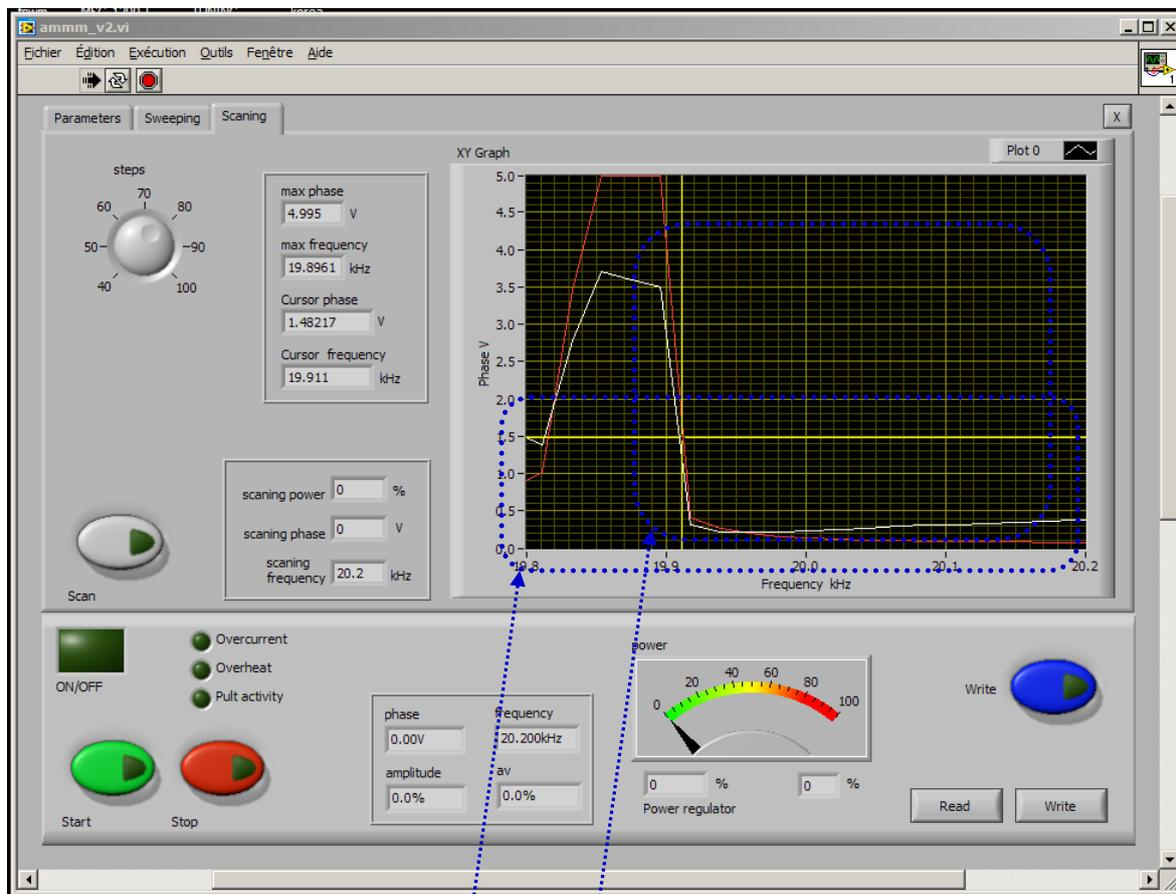 ammm_v2.vi
Fichier Édition Exécution Outils Fenêtre Aide
1
Parameters Sweeping Scaning X
steps
40 50 60 70 80 90 100
max phase
4.995 V
max frequency
19.8961 kHz
Cursor phase
1.48217 V
Cursor frequency
19.911 kHz
scaning power 0 %
scaning phase 0 V
scaning
frequency 20.2 kHz
Scan
XY Graph Plot 0
Phase V
5.0
4.5
4.0
3.5
3.0
2.5
2.0
1.5
1.0
0.5
0.0
19.8 19.9 20 20.1 20.2
Frequency kHz
ON/OFF
Overcurrent
Overheat
Pult activity
Start Stop
phase frequency
0.00V 20.200kHz
amplitude av
0.0% 0.0%
power
0 20 40 60 80 100
0 % 0 %
Power regulator
Write
Read Write